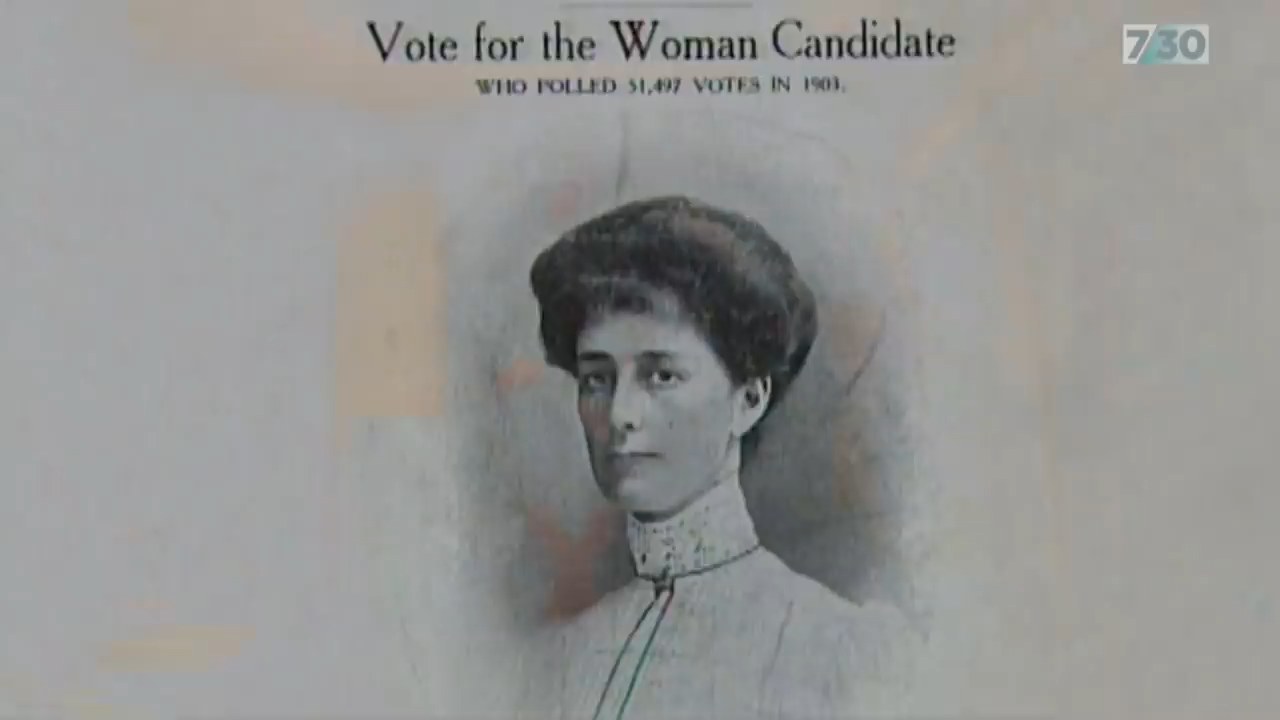 Vote for the Woman Candidate
WHO POLLED 51,497 VOTES IN 1903.
7.30